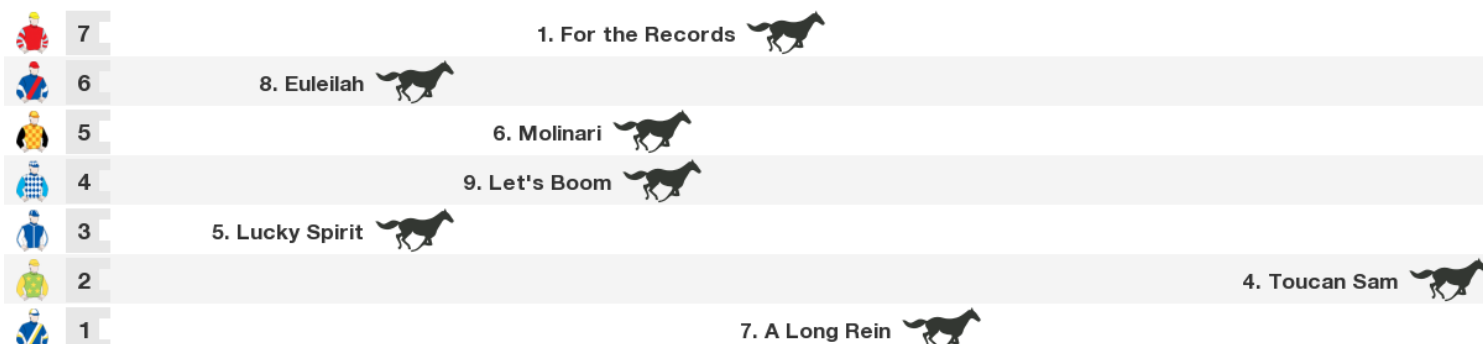 7 1. For the Records
6 8. Euleilah
5 6. Molinari
4 9. Let's Boom
3 5. Lucky Spirit
2 4. Toucan Sam
1 7. A Long Rein